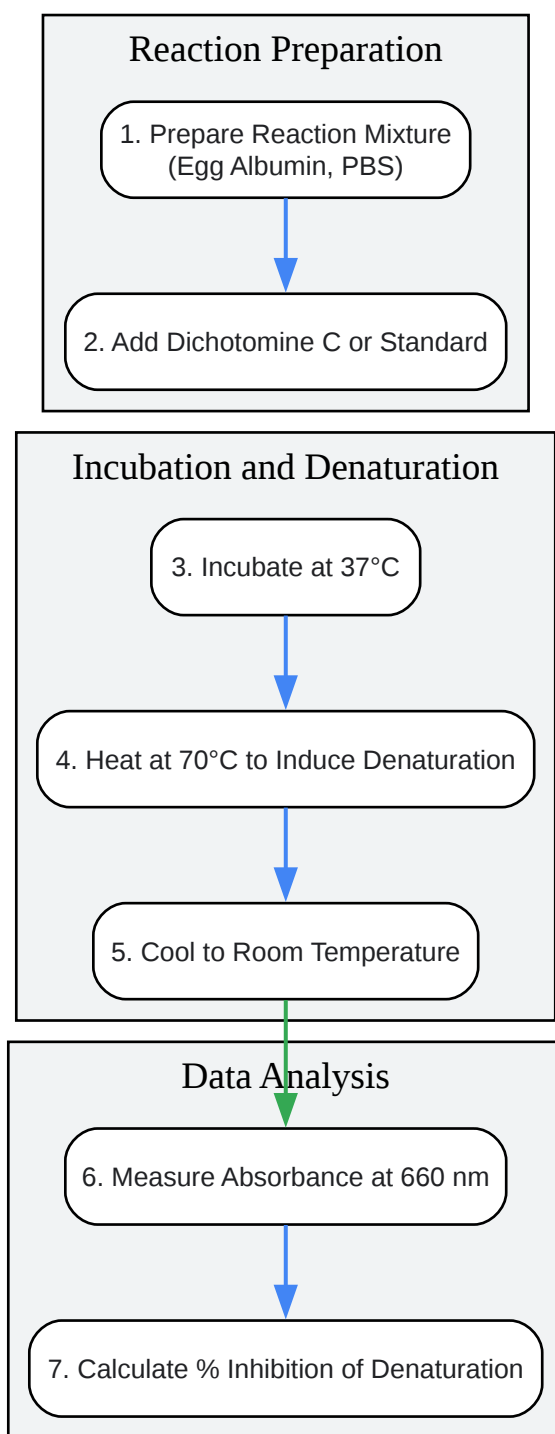 Reaction Preparation
1. Prepare Reaction Mixture
(Egg Albumin, PBS)
2. Add Dichotomine C or Standard
Incubation and Denaturation
3. Incubate at 37°C
4. Heat at 70°C to Induce Denaturation
5. Cool to Room Temperature
Data Analysis
6. Measure Absorbance at 660 nm
7. Calculate % Inhibition of Denaturation